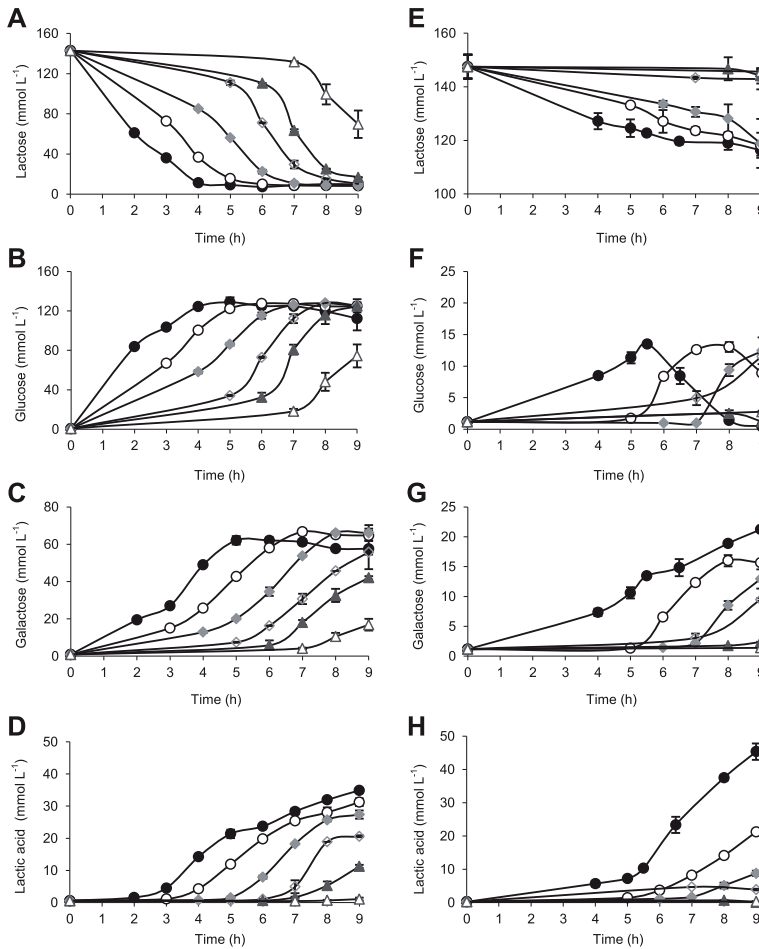 A
Lactose (mmol L-1)
160
120
80
40
0
0 1 2 3 4 5 6 7 8 9
Time (h)
B
Glucose (mmol L-1)
160
120
80
40
0
0 1 2 3 4 5 6 7 8 9
Time (h)
C
Galactose (mmol L-1)
80
60
40
20
0
0 1 2 3 4 5 6 7 8 9
Time (h)
D
Lactic acid (mmol L-1)
50
40
30
20
10
0
0 1 2 3 4 5 6 7 8 9
Time (h)
E
Lactose (mmol L-1)
160
140
120
100
0 1 2 3 4 5 6 7 8 9
Time (h)
F
Glucose (mmol L-1)
25
20
15
10
5
0
0 1 2 3 4 5 6 7 8 9
Time (h)
G
Galactose (mmol L-1)
25
20
15
10
5
0
0 1 2 3 4 5 6 7 8 9
Time (h)
H
Lactic acid (mmol L-1)
50
40
30
20
10
0
0 1 2 3 4 5 6 7 8 9
Time (h)